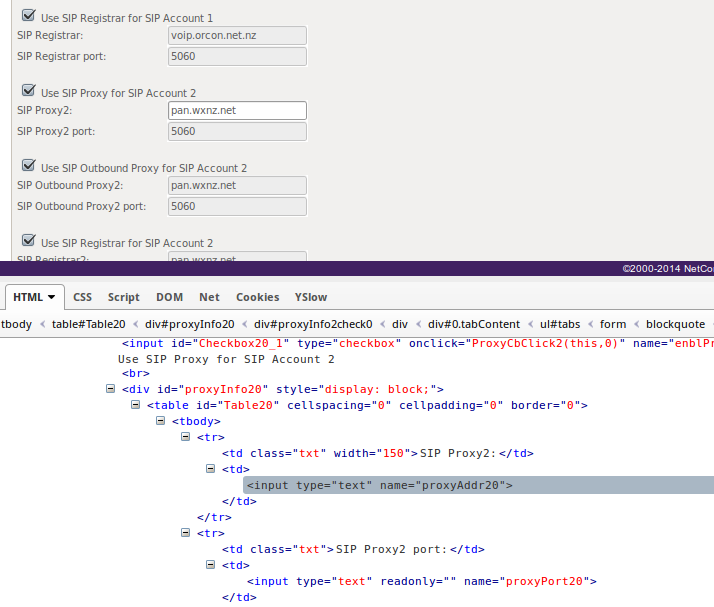 Use SIP Registrar for SIP Account 1
SIP Registrar: voip.orcon.net.nz
SIP Registrar port: 5060
Use SIP Proxy for SIP Account 2
SIP Proxy2: pan.wxnz.net
SIP Proxy2 port: 5060
Use SIP Outbound Proxy for SIP Account 2
SIP Outbound Proxy2: pan.wxnz.net
SIP Outbound Proxy2 port: 5060
Use SIP Registrar for SIP Account 2
SIP Registrar2: pan.wxnz.net
©2000-2014 NetCo
HTML CSS Script DOM Net Cookies YSlow
tbody < table#Table20 < div#proxyInfo20 < div#proxyInfo2check0 < div < div#0.tabContent < ul#tabs < form < blockquote
<input id="Checkbox20_1" type="checkbox" onclick="ProxyCbClick2(this,0)" name="enblPr
Use SIP Proxy for SIP Account 2
<br>
<div id="proxyInfo20" style="display: block;">
<table id="Table20" cellspacing="0" cellpadding="0" border="0">
<tbody>
<tr>
<td class="txt" width="150">SIP Proxy2:</td>
<td>
<input type="text" name="proxyAddr20">
</td>
</tr>
<tr>
<td class="txt">SIP Proxy2 port:</td>
<td>
<input type="text" readonly="" name="proxyPort20">
</td>